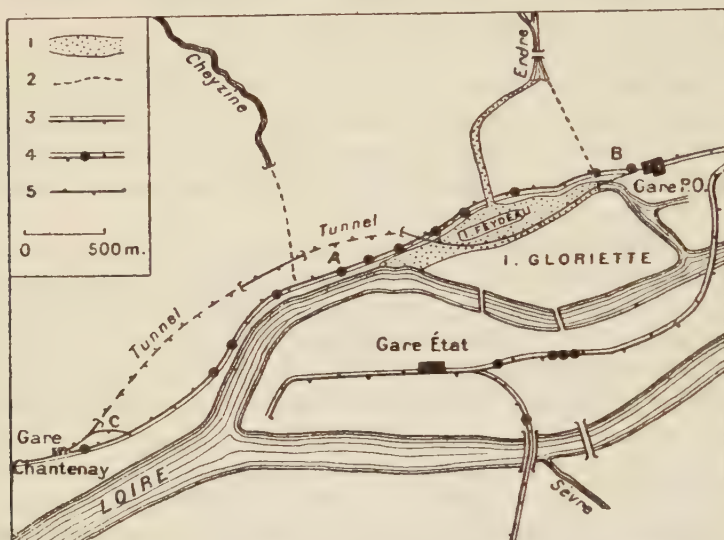 1
2
3
4
5
0 500 m.
Cheyzine
Erdre
B
Gare P.O.
I. FEYDEAU
Tunnel
A
I. GLORIETTE
Tunnel
Gare État
C
Gare
Chantenay
LOIRE
Sèvre